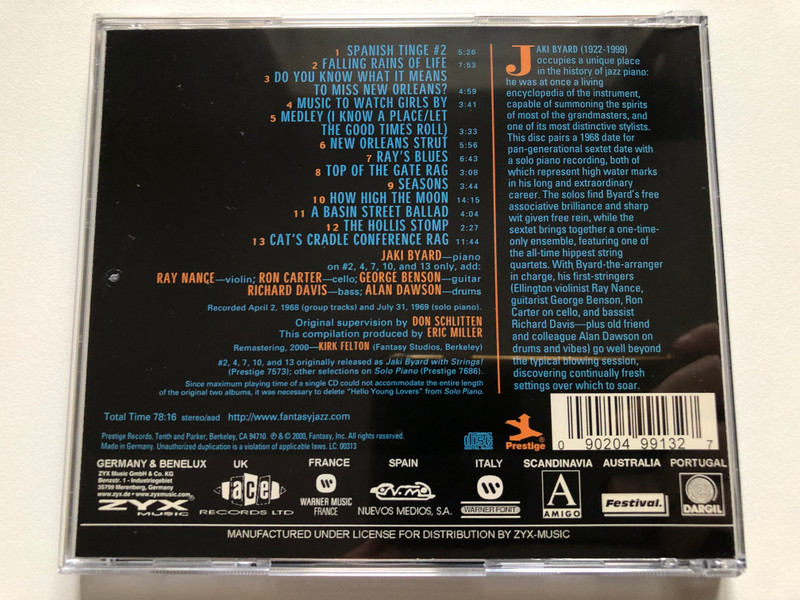 1 SPANISH TINGE #2 5:26
2 FALLING RAINS OF LIFE 7:53
3 DO YOU KNOW WHAT IT MEANS
TO MISS NEW ORLEANS? 4:59
4 MUSIC TO WATCH GIRLS BY 3:41
5 MEDLEY (I KNOW A PLACE/LET
THE GOOD TIMES ROLL) 3:33
6 NEW ORLEANS STRUT 5:56
7 RAY'S BLUES 6:43
8 TOP OF THE GATE RAG 3:08
9 SEASONS 3:44
10 HOW HIGH THE MOON 14:15
11 A BASIN STREET BALLAD 4:04
12 THE HOLLIS STOMP 2:27
13 CAT'S CRADLE CONFERENCE RAG 11:44
JAKI BYARD—piano
on #2, 4, 7, 10, and 13 only, add:
RAY NANCE—violin; RON CARTER—cello; GEORGE BENSON—guitar
RICHARD DAVIS—bass; ALAN DAWSON—drums
Recorded April 2, 1968 (group tracks) and July 31, 1969 (solo piano).
Original supervision by DON SCHLITTEN
This compilation produced by ERIC MILLER
Remastering, 2000—KIRK FELTON (Fantasy Studios, Berkeley)
#2, 4, 7, 10, and 13 originally released as Jaki Byard with Strings!
(Prestige 7573); other selections on Solo Piano (Prestige 7686).
Since maximum playing time of a single CD could not accommodate the entire length
of the original two albums, it was necessary to delete "Hello Young Lovers" from Solo Piano.
JAKI BYARD (1922-1999)
occupies a unique place
in the history of jazz piano:
he was at once a living
encyclopedia of the instrument,
capable of summoning the spirits
of most of the grandmasters, and
one of its most distinctive stylists.
This disc pairs a 1968 date for
pan-generational sextet date with
a solo piano recording, both of
which represent high water marks
in his long and extraordinary
career. The solos find Byard's free
associative brilliance and sharp
wit given free rein, while the
sextet brings together a one-time-
only ensemble, featuring one of
the all-time hippest string
quartets. With Byard-the-arranger
in charge, his first-stringers
(Ellington violinist Ray Nance,
guitarist George Benson, Ron
Carter on cello, and bassist
Richard Davis—plus old friend
and colleague Alan Dawson on
drums and vibes) go well beyond
the typical blowing session,
discovering continually fresh
settings over which to soar.
Total Time 78:16 stereo/aad http://www.fantasyjazz.com
Prestige Records, Tenth and Parker, Berkeley, CA 94710. ℗ & © 2000, Fantasy, Inc. All rights reserved.
Made in Germany. Unauthorized duplication is a violation of applicable laws. LC 00313
COMPACT
disc
DIGITAL AUDIO
Prestige
0 90204 99132 7
GERMANY & BENELUX
ZYX Music GmbH & Co. KG
Benzstr. 1 - Industriegebiet
35799 Merenberg, Germany
www.zyx.de • www.zyxmusic.com
ZYX
MUSIC
UK
ace
RECORDS LTD
FRANCE
WARNER MUSIC
FRANCE
SPAIN
NUEVOS MEDIOS, S.A.
ITALY
WARNER FONIT
SCANDINAVIA
A
AMIGO
AUSTRALIA
Festival.
PORTUGAL
DARGIL
MANUFACTURED UNDER LICENSE FOR DISTRIBUTION BY ZYX-MUSIC